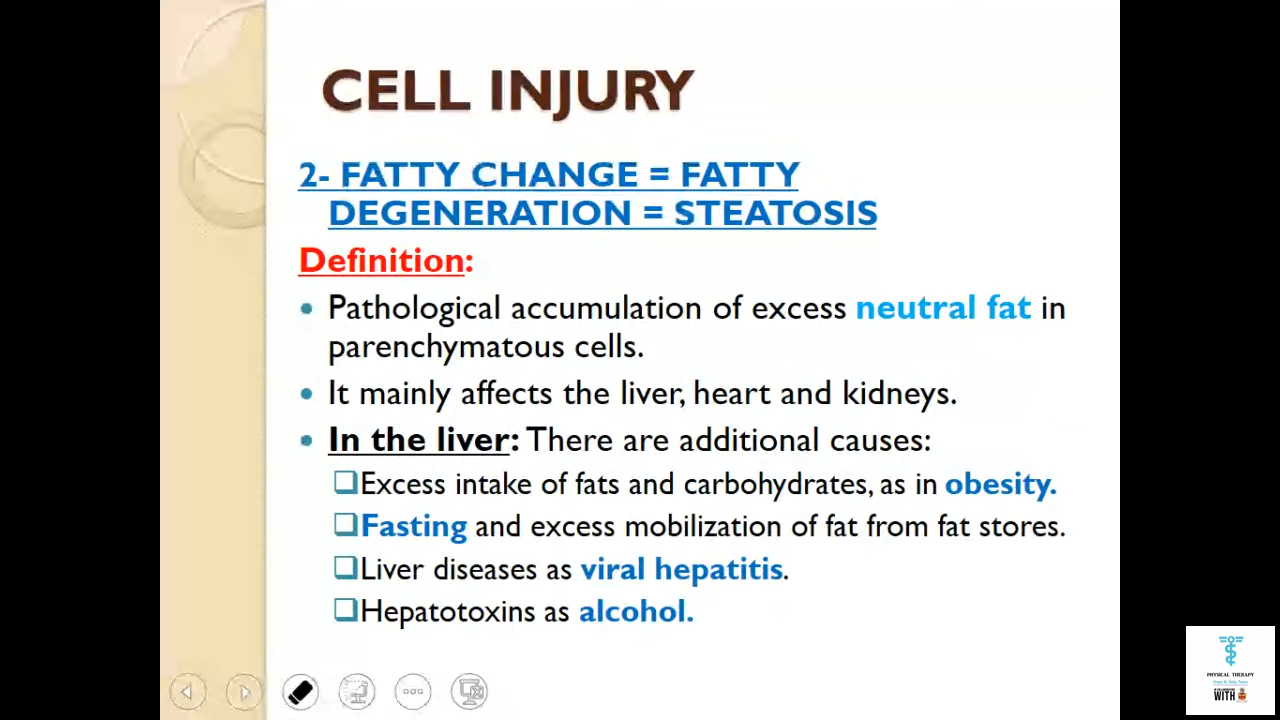 CELL INJURY
2- FATTY CHANGE = FATTY
DEGENERATION = STEATOSIS
Definition:
• Pathological accumulation of excess neutral fat in
parenchymatous cells.
• It mainly affects the liver, heart and kidneys.
• In the liver: There are additional causes:
❑Excess intake of fats and carbohydrates, as in obesity.
❑Fasting and excess mobilization of fat from fat stores.
❑Liver diseases as viral hepatitis.
❑Hepatotoxins as alcohol.
PHYSICAL THERAPY
WITH